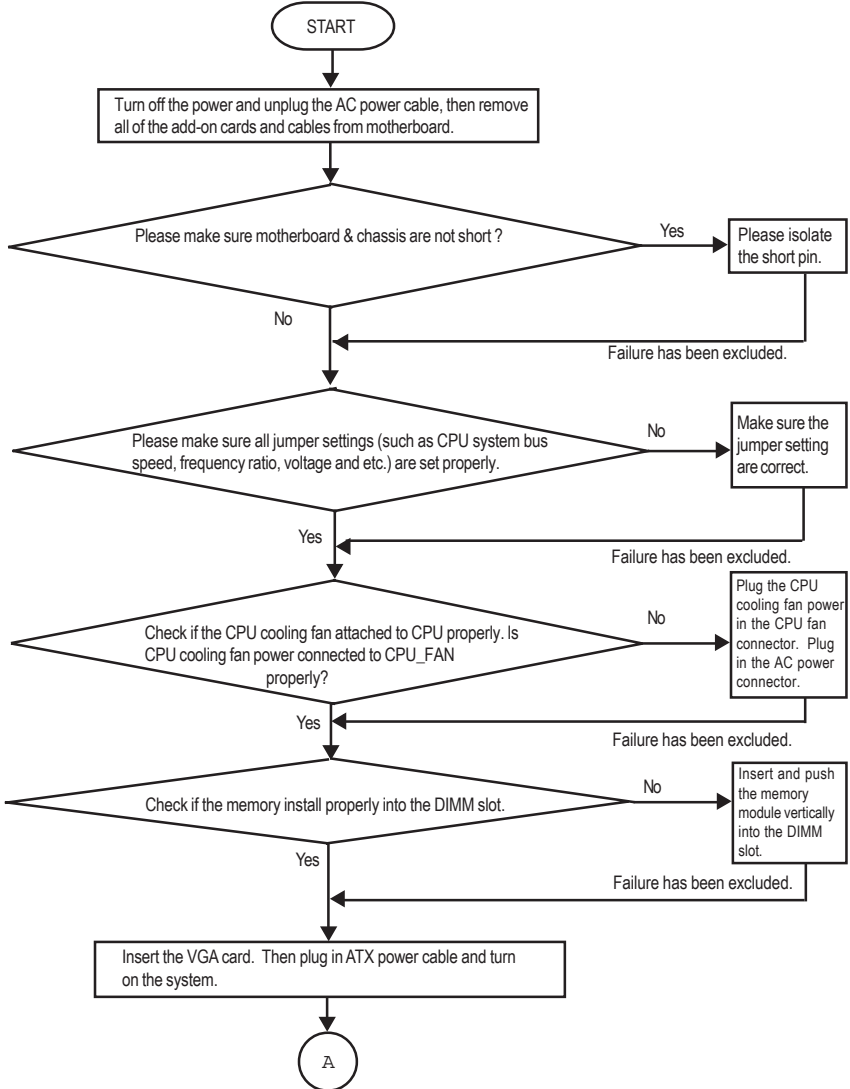 START
Turn off the power and unplug the AC power cable, then remove
all of the add-on cards and cables from motherboard.
Please make sure motherboard & chassis are not short ?
Yes
Please isolate
the short pin.
No
Failure has been excluded.
Please make sure all jumper settings (such as CPU system bus
speed, frequency ratio, voltage and etc.) are set properly.
No
Make sure the
jumper setting
are correct.
Yes
Failure has been excluded.
Check if the CPU cooling fan attached to CPU properly. Is
CPU cooling fan power connected to CPU_FAN
properly?
No
Plug the CPU
cooling fan power
in the CPU fan
connector. Plug
in the AC power
connector.
Yes
Failure has been excluded.
Check if the memory install properly into the DIMM slot.
No
Insert and push
the memory
module vertically
into the DIMM
slot.
Yes
Failure has been excluded.
Insert the VGA card. Then plug in ATX power cable and turn
on the system.
A